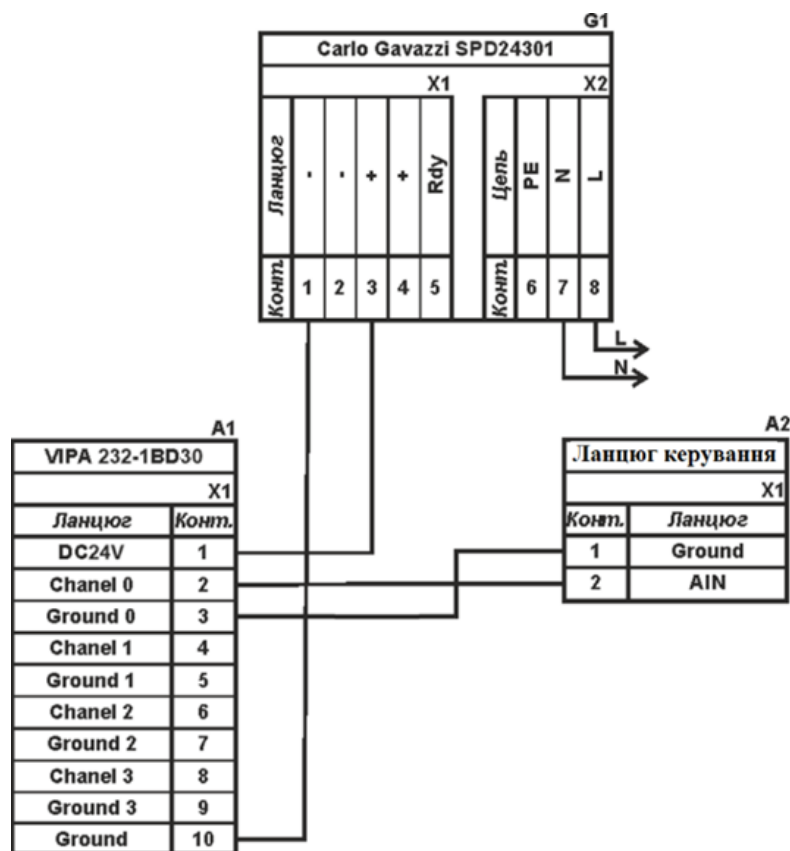 G1
Carlo Gavazzi SPD24301
X1 X2
Ланцюг - - + + Rdy Цепь PE N L
Конт. 1 2 3 4 5 Конт. 6 7 8
L
N
A1
VIPA 232-1BD30
X1
Ланцюг Конт.
DC24V 1
Chanel 0 2
Ground 0 3
Chanel 1 4
Ground 1 5
Chanel 2 6
Ground 2 7
Chanel 3 8
Ground 3 9
Ground 10
A2
Ланцюг керування
X1
Конт. Ланцюг
1 Ground
2 AIN